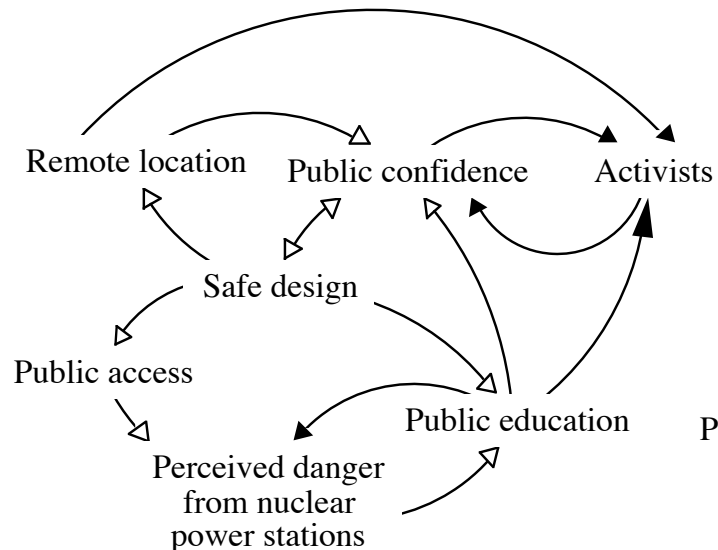 Remote location
Public confidence
Activists
Safe design
Public access
Public education
P
Perceived danger
from nuclear
power stations